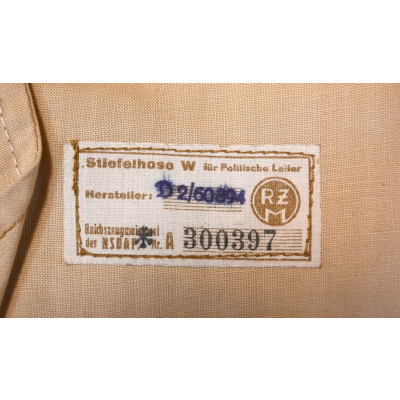 Stiefelhose W für Politische Leiter
Hersteller: D 2/60894
RZM
Reichszeugmeisterei
der NSDAP Nr. A 300397